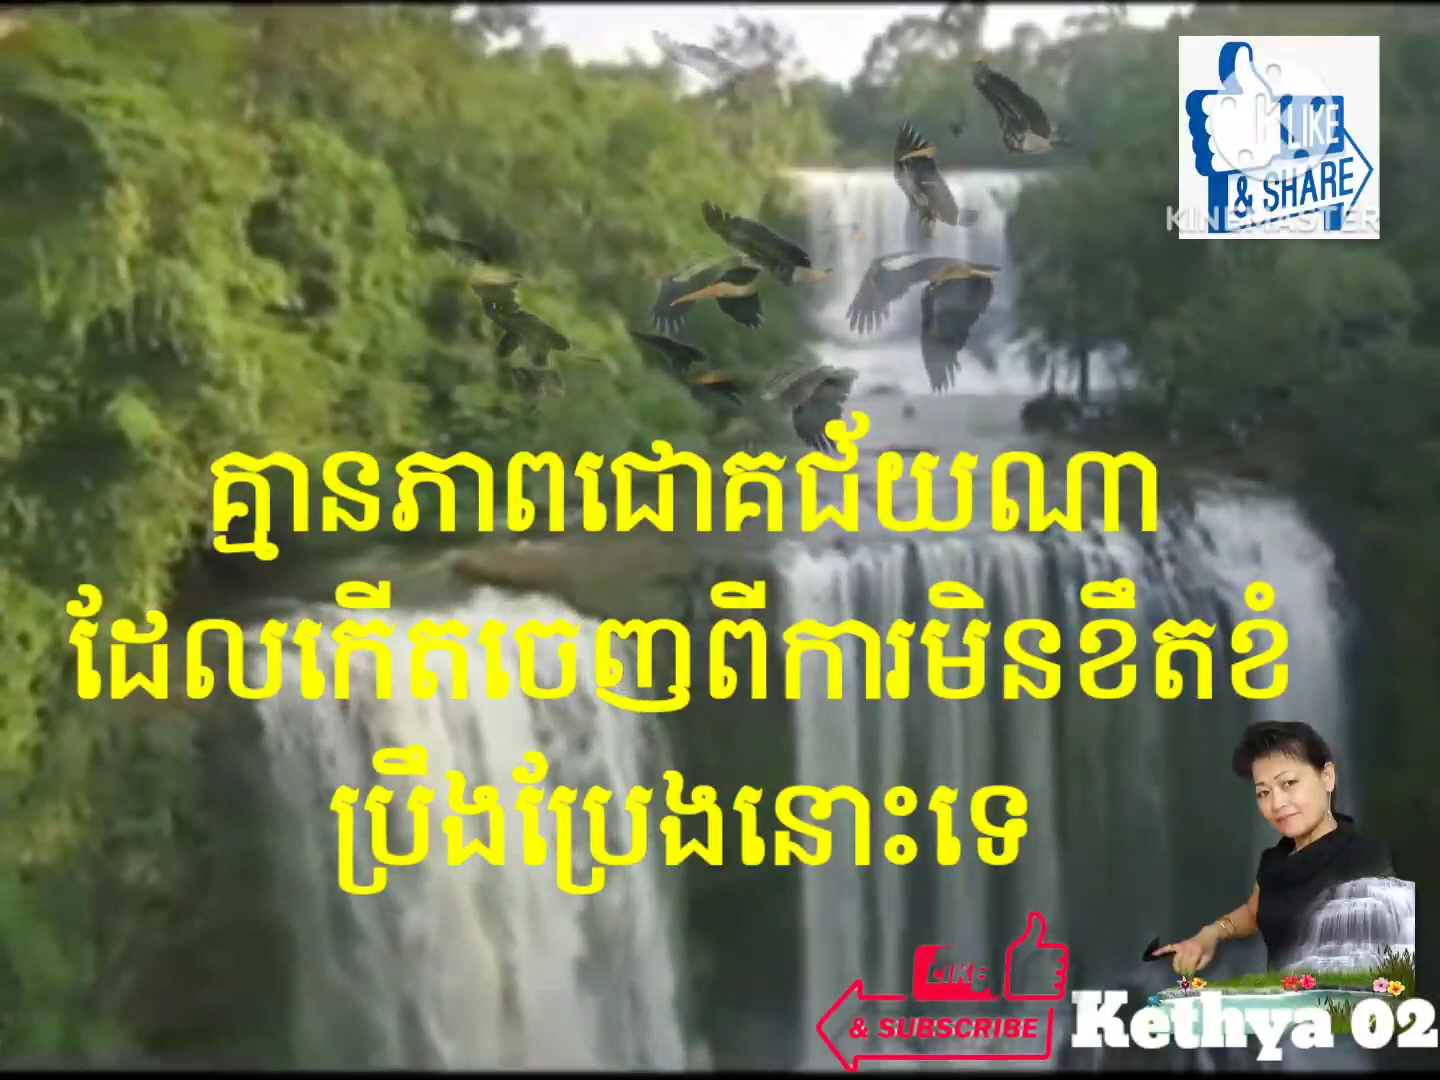 LIKE
& SHARE
KINEMASTER
គ្មានភាពជោគជ័យណា
ដែលកើតចេញពីការមិនខឹតខំ
ប្រឹងប្រែងនោះទេ
LIKE
& SUBSCRIBE
Kethya 02